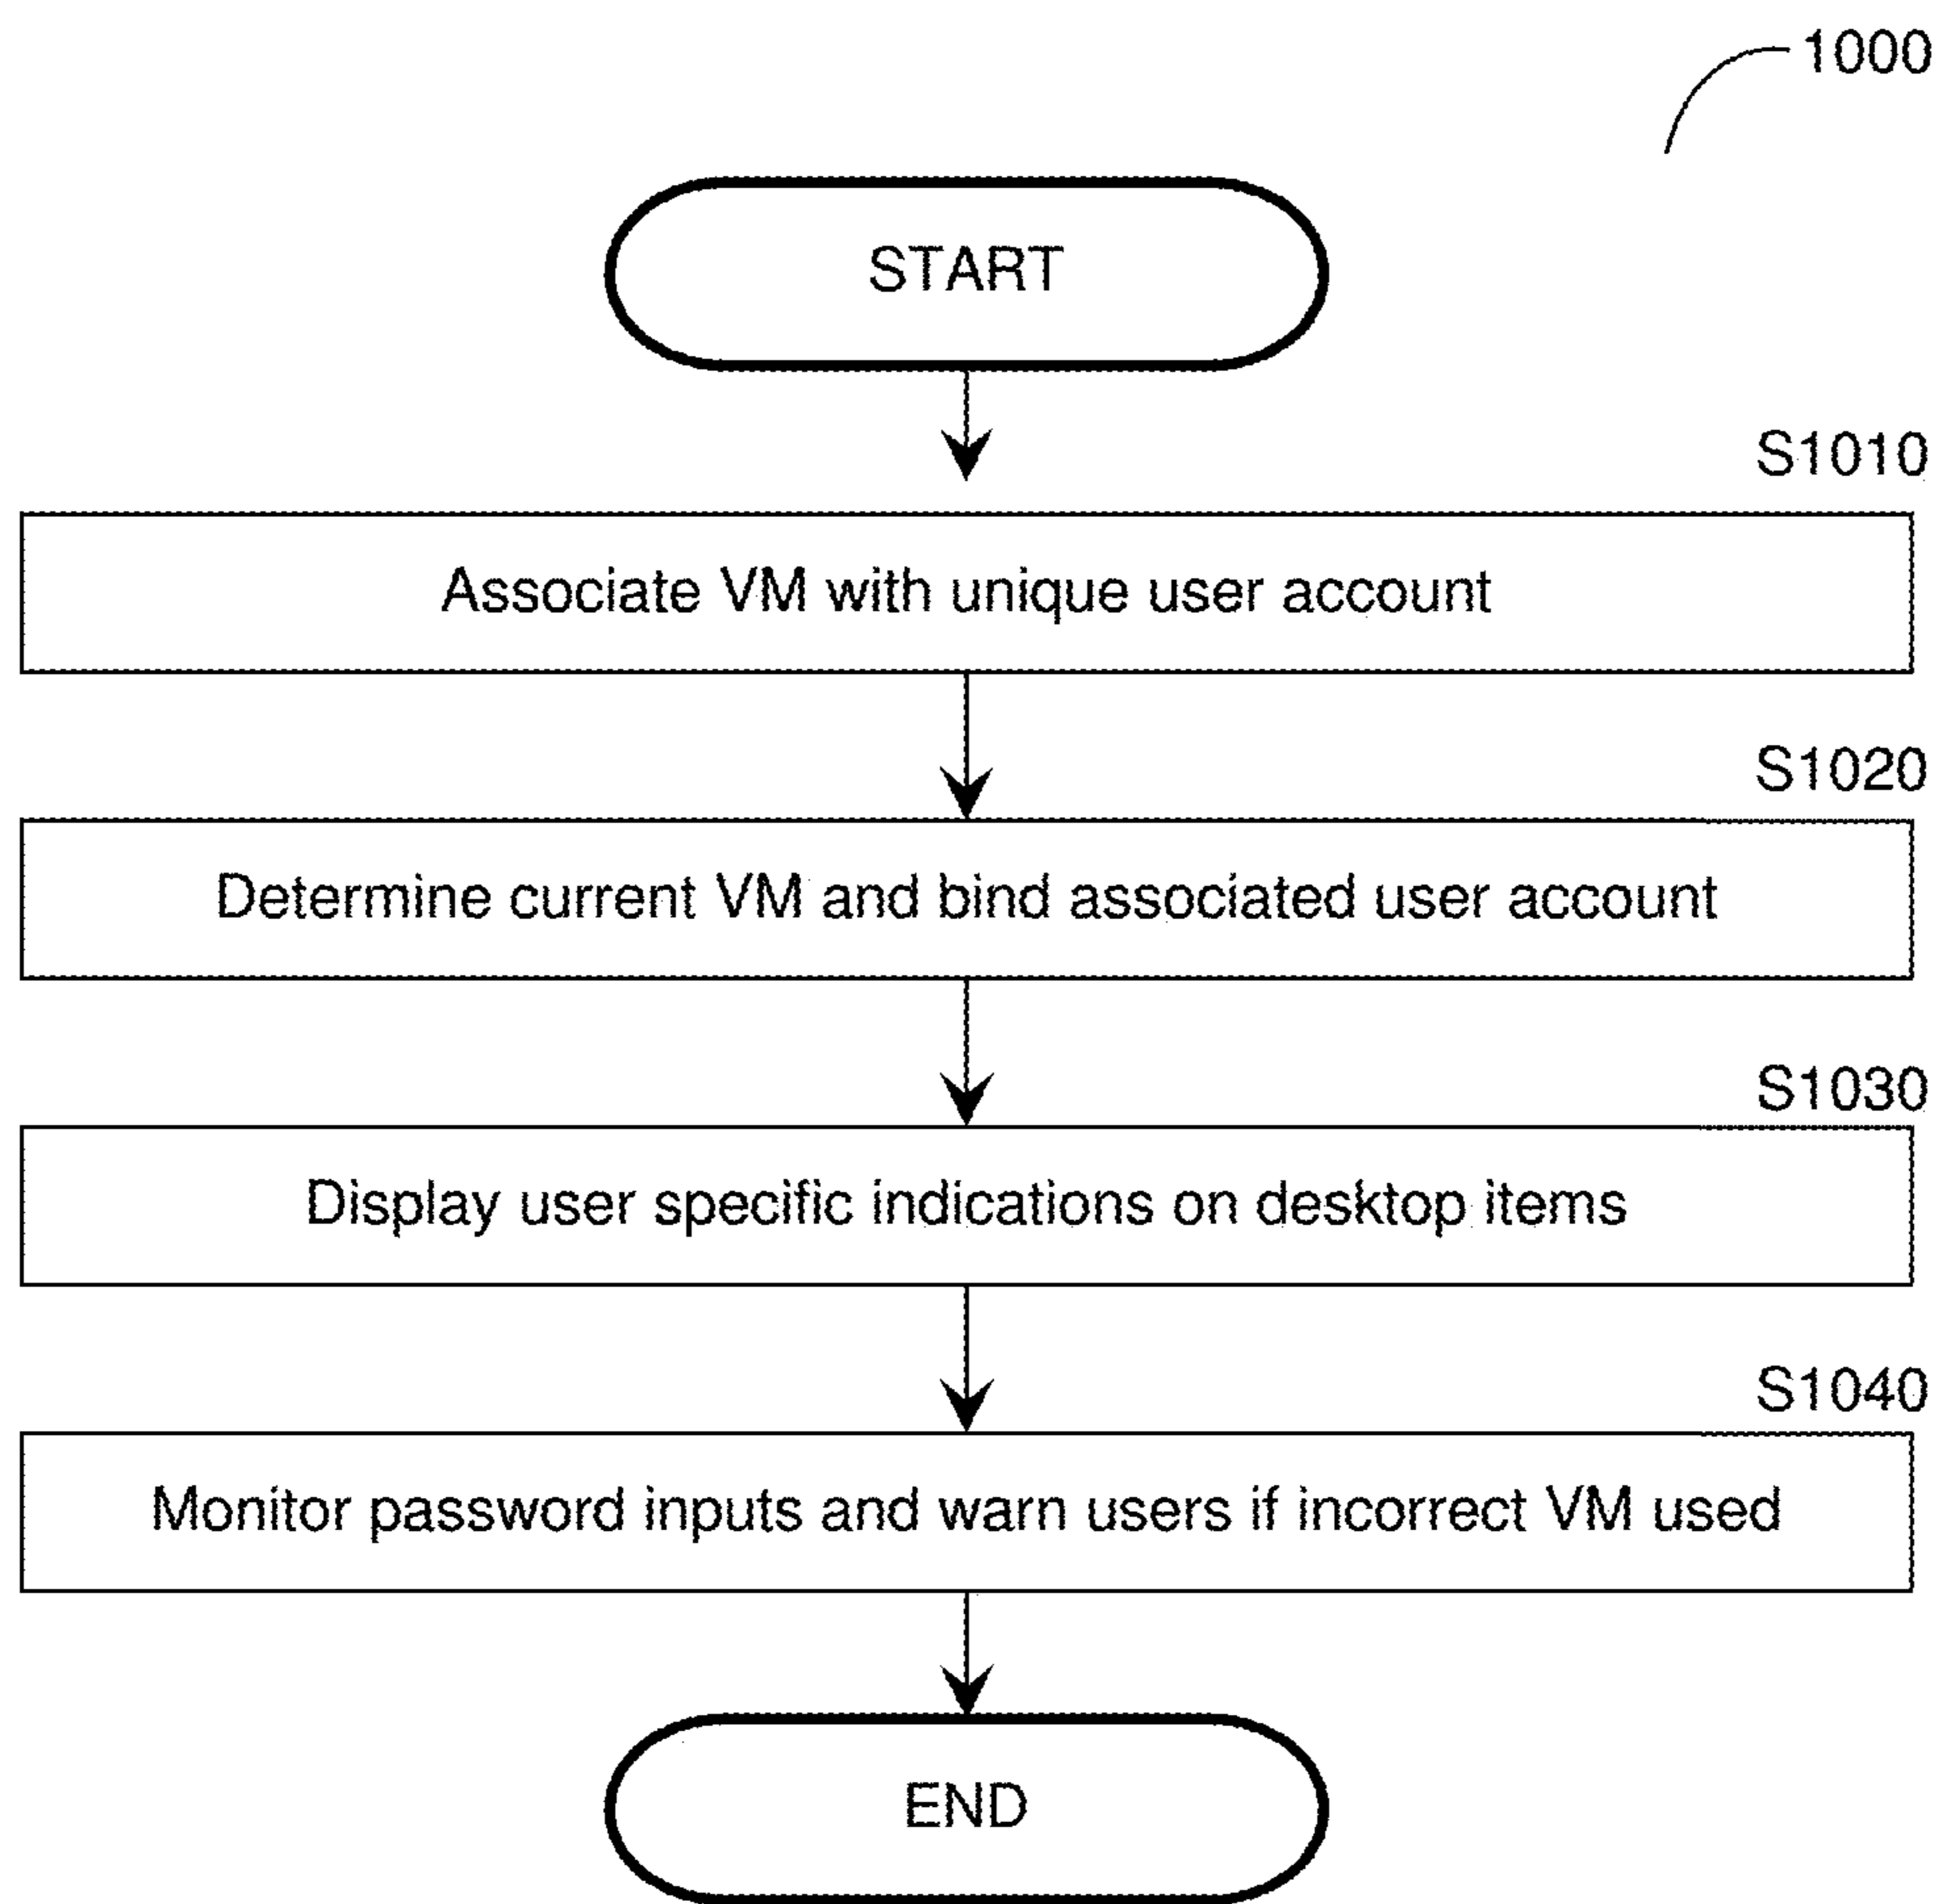 1000
START
S1010
Associate VM with unique user account
S1020
Determine current VM and bind associated user account
S1030
Display user specific indications on desktop items
S1040
Monitor password inputs and warn users if incorrect VM used
END